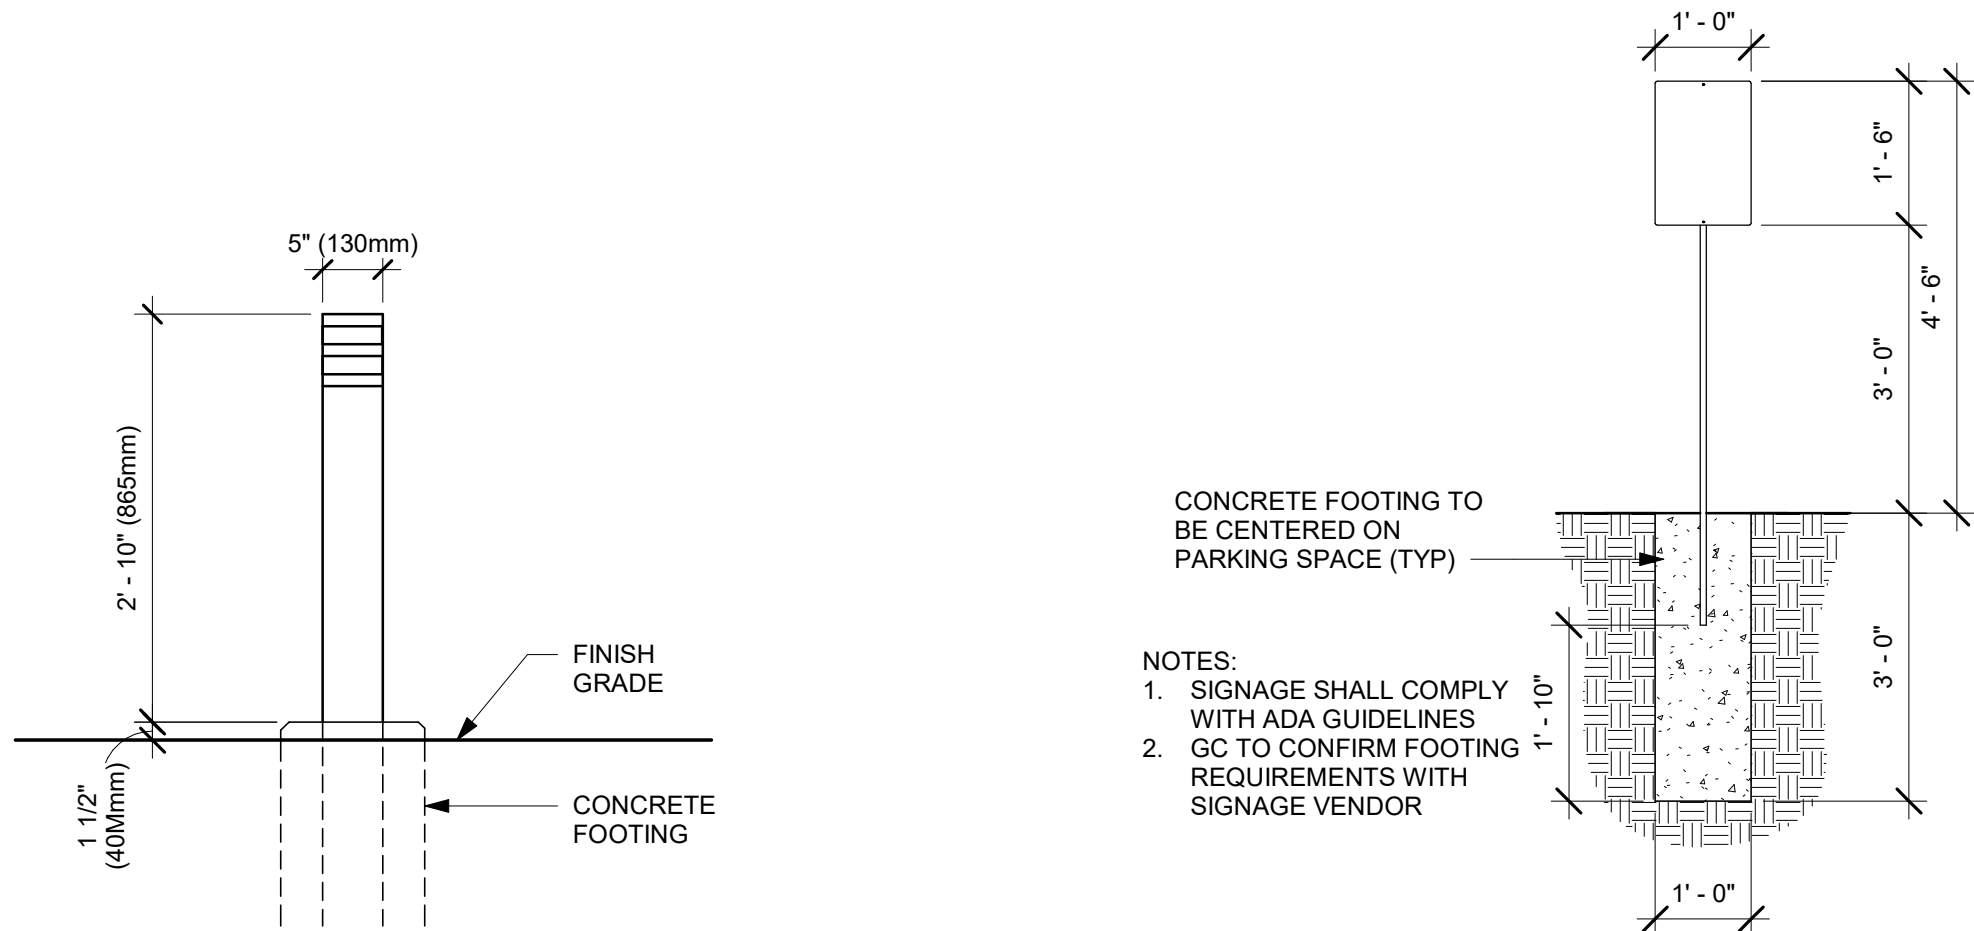 5" (130mm)
2' - 10" (865mm)
1 1/2"
(40Mmm)
FINISH
GRADE
CONCRETE
FOOTING
1' - 0"
1' - 6"
4' - 6"
3' - 0"
CONCRETE FOOTING TO
BE CENTERED ON
PARKING SPACE (TYP)
NOTES:
1. SIGNAGE SHALL COMPLY
WITH ADA GUIDELINES
2. GC TO CONFIRM FOOTING
REQUIREMENTS WITH
SIGNAGE VENDOR
1' - 10"
3' - 0"
1' - 0"